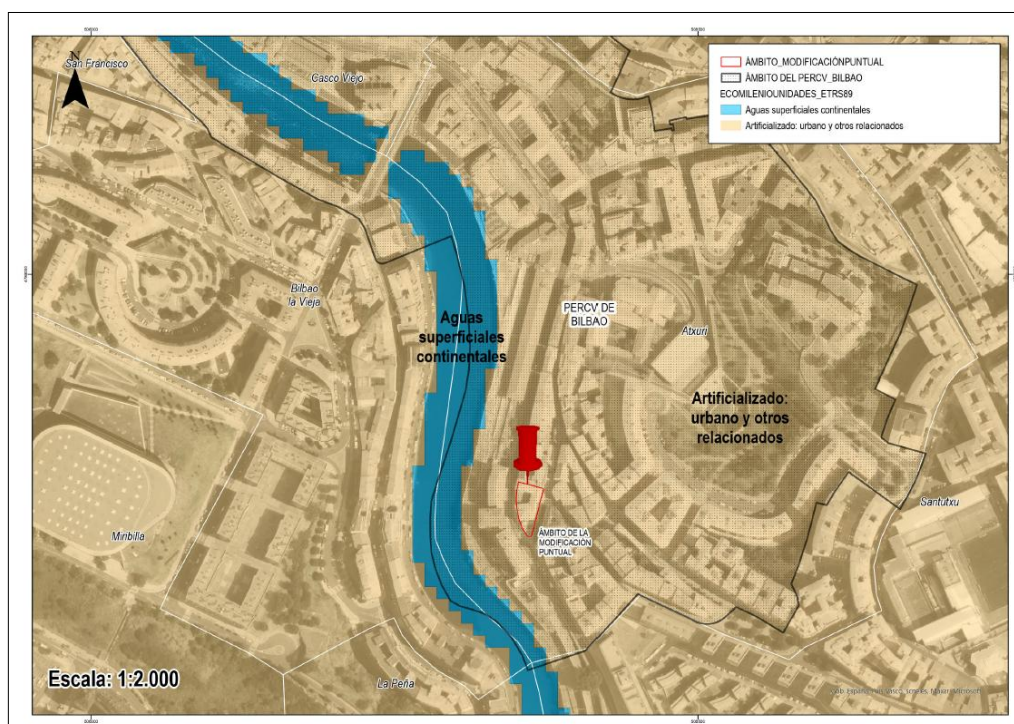 San Francisco
N
Casco Viejo
ÁMBITO_MODIFICACIÓNPUNTUAL
ÁMBITO DEL PERCV_BILBAO
ECOMILENIOUNIDADES_ETRS89
Aguas superficiales continentales
Artificializado: urbano y otros relacionados
Bilbao
la Vieja
PERCV DE
BILBAO
Aguas
superficiales
continentales
Atxuri
Artificializado:
urbano y otros
relacionados
Santutxu
Miribilla
ÁMBITO DE LA
MODIFICACIÓN
PUNTUAL
Escala: 1:2.000
La Peña